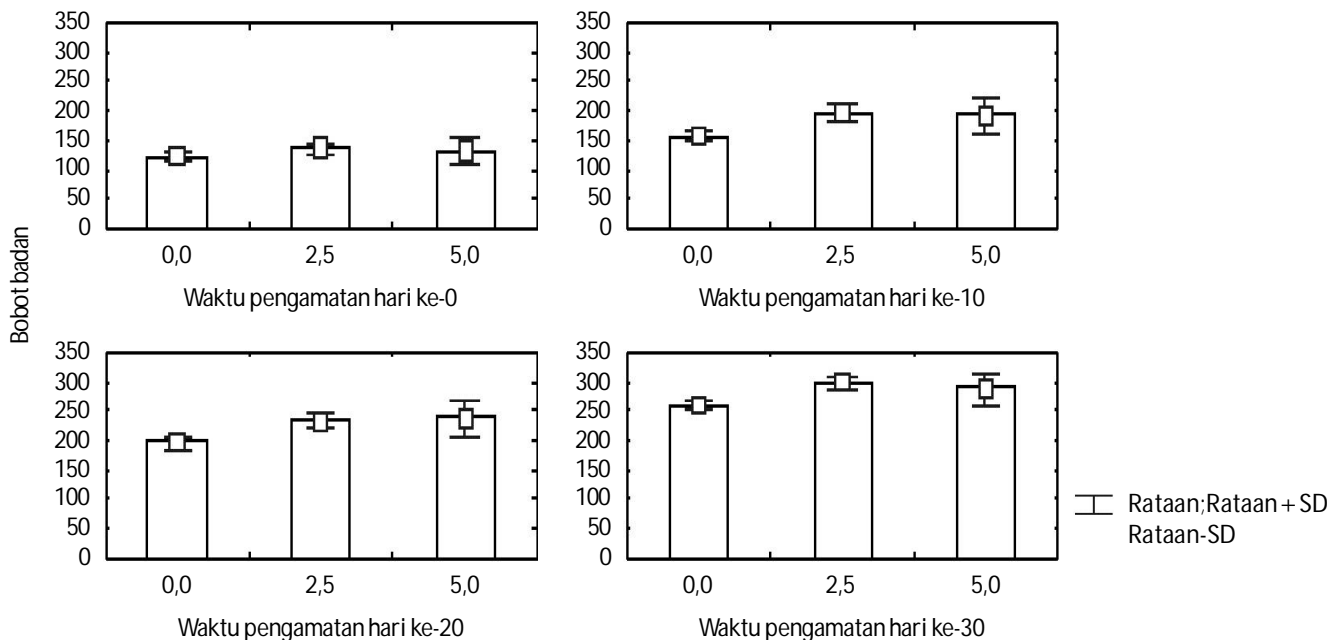 Bobot badan
350
300
250
200
150
100
50
0
0,0 2,5 5,0
Waktu pengamatan hari ke-0
350
300
250
200
150
100
50
0
0,0 2,5 5,0
Waktu pengamatan hari ke-10
350
300
250
200
150
100
50
0
0,0 2,5 5,0
Waktu pengamatan hari ke-20
350
300
250
200
150
100
50
0
0,0 2,5 5,0
Waktu pengamatan hari ke-30
Rataan;Rataan + SD
Rataan-SD